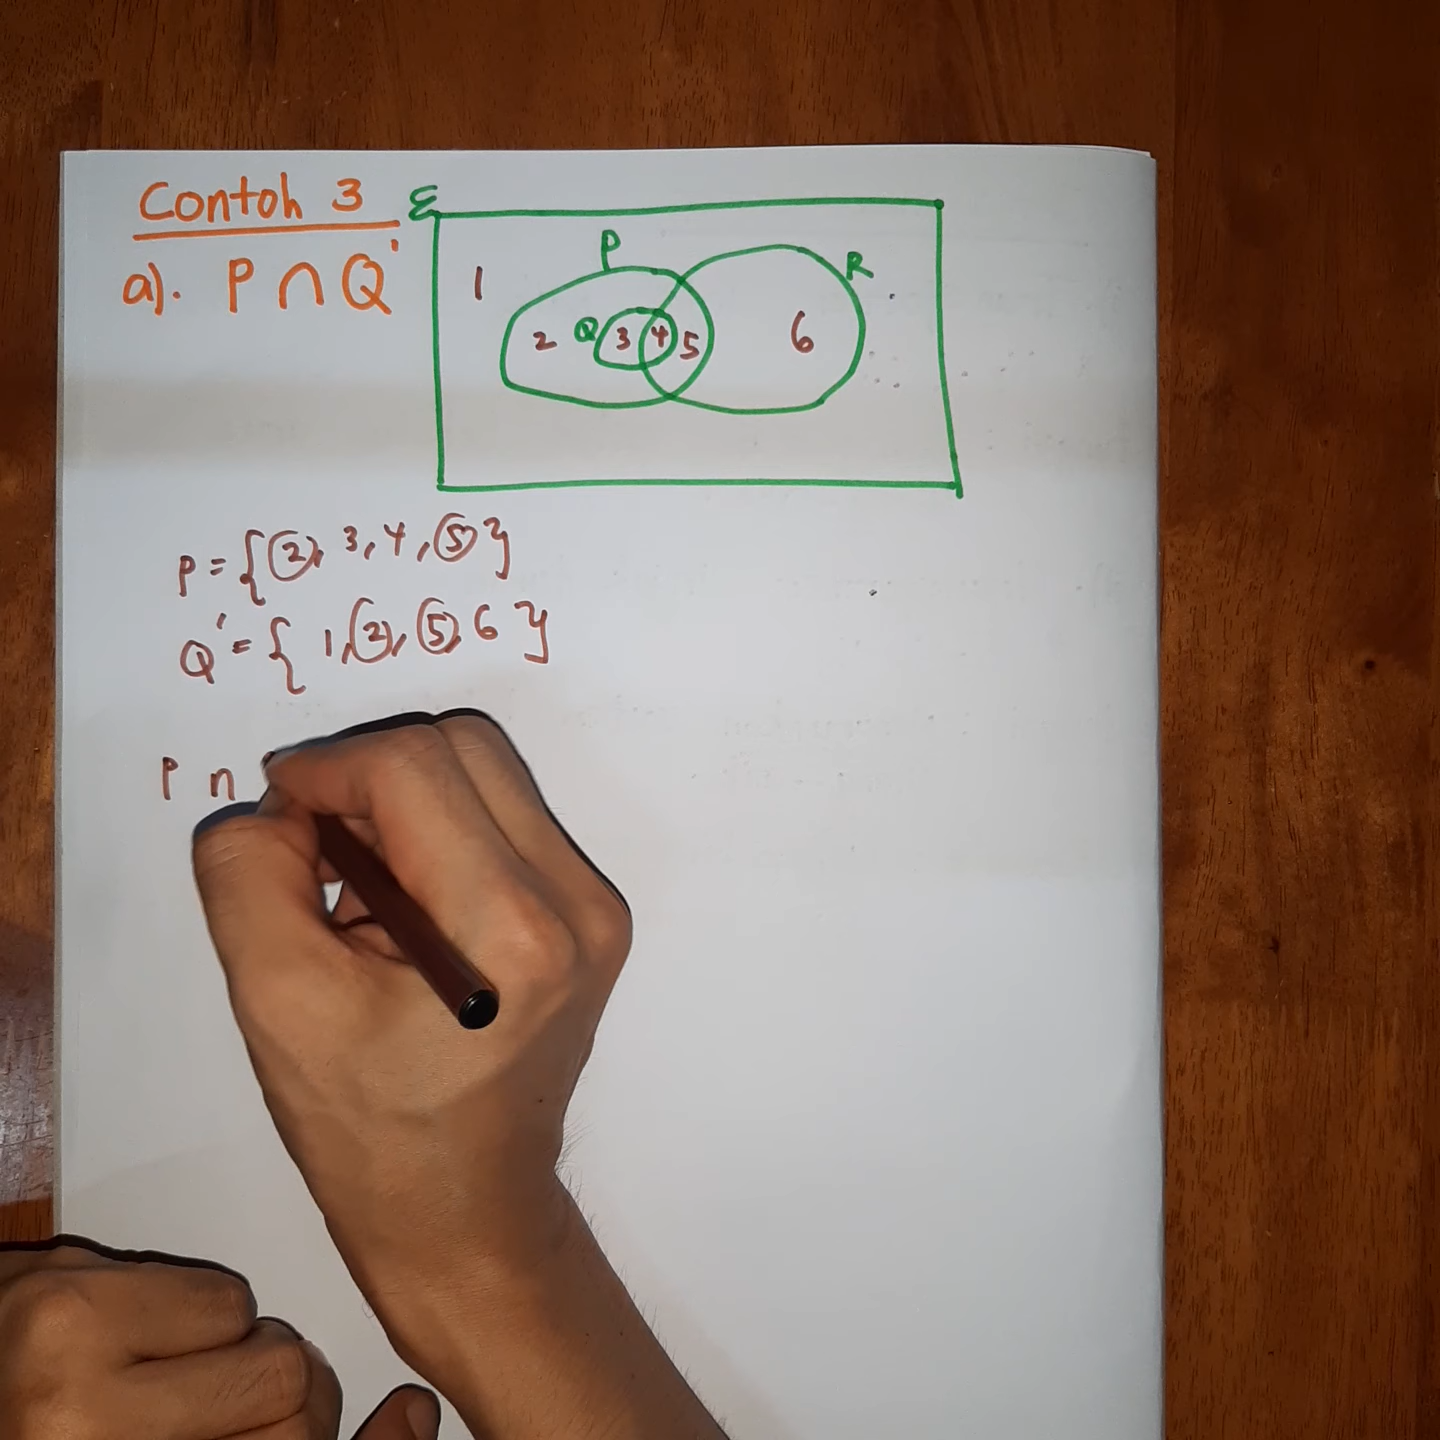 Contoh 3
a). P ∩ Q'
ε
P
R
1
2 Q 3 4 5 6
P = {2, 3, 4, 5}
Q' = { 1, 2, 5, 6 }
P ∩